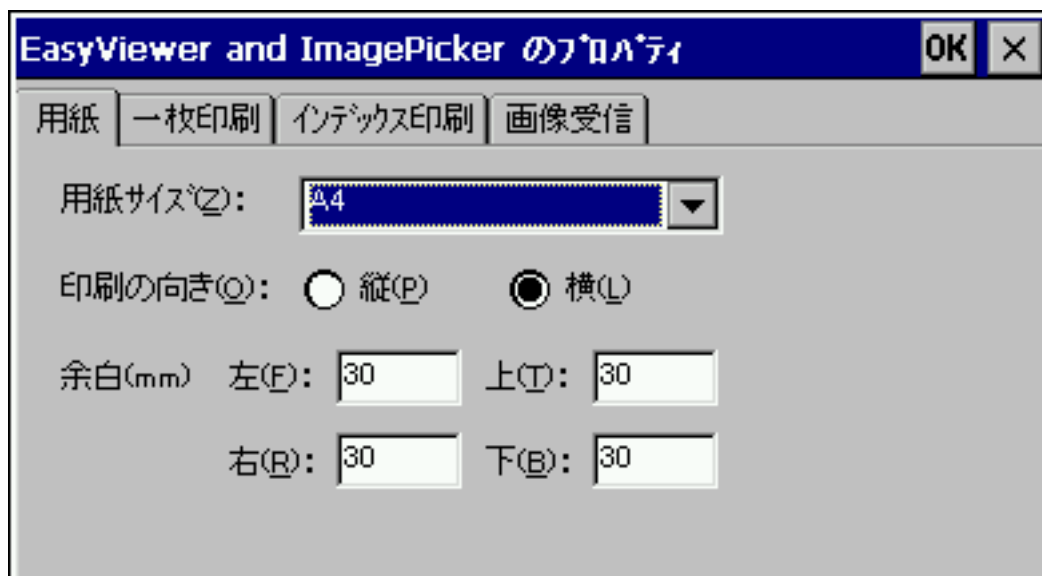 EasyViewer and ImagePicker のﾌﾟﾛﾊﾟﾃｨ OK ×
用紙 一枚印刷 ｲﾝﾃﾞｯｸｽ印刷 画像受信
用紙ｻｲｽﾞ(Z): A4
印刷の向き(O): 縦(P) 横(L)
余白(mm) 左(F): 30 上(T): 30
右(R): 30 下(B): 30